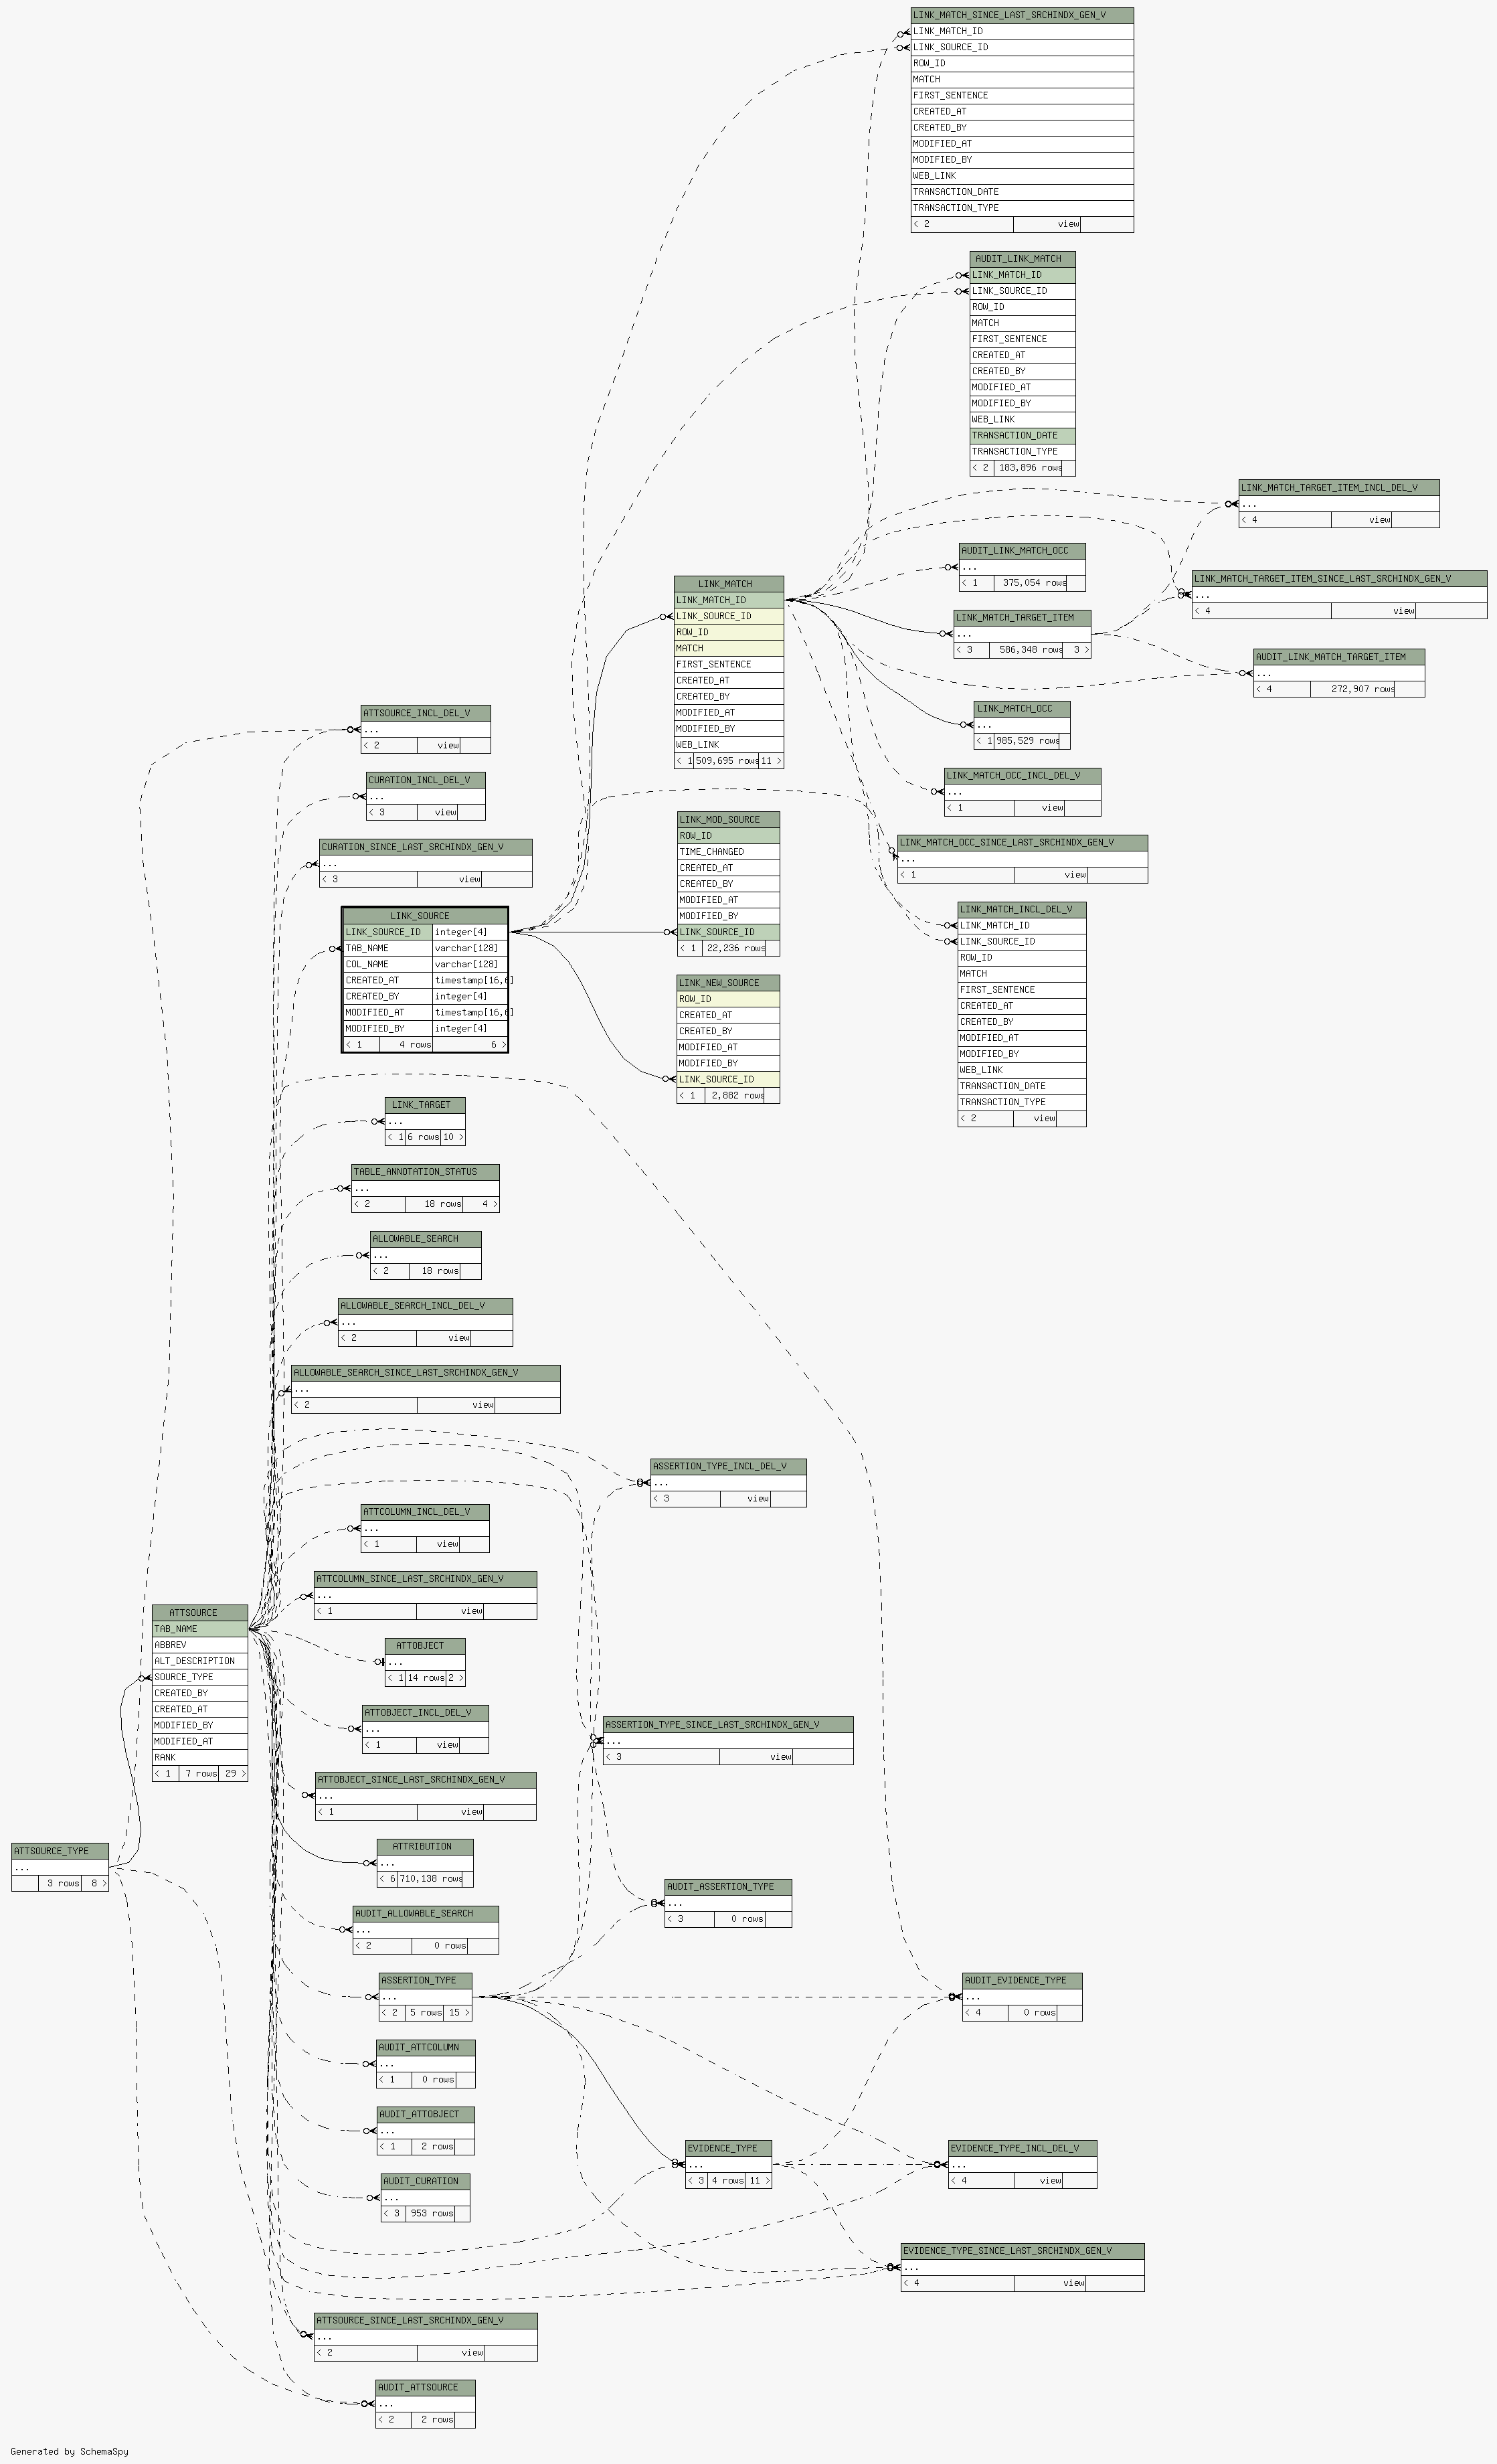 LINK_MATCH_SINCE_LAST_SRCHINDX_GEN_V
LINK_MATCH_ID
LINK_SOURCE_ID
ROW_ID
MATCH
FIRST_SENTENCE
CREATED_AT
CREATED_BY
MODIFIED_AT
MODIFIED_BY
WEB_LINK
TRANSACTION_DATE
TRANSACTION_TYPE
< 2 view
AUDIT_LINK_MATCH
LINK_MATCH_ID
LINK_SOURCE_ID
ROW_ID
MATCH
FIRST_SENTENCE
CREATED_AT
CREATED_BY
MODIFIED_AT
MODIFIED_BY
WEB_LINK
TRANSACTION_DATE
TRANSACTION_TYPE
< 2 183,896 rows
LINK_MATCH_TARGET_ITEM_INCL_DEL_V
...
< 4 view
AUDIT_LINK_MATCH_OCC
...
< 1 375,054 rows
LINK_MATCH_TARGET_ITEM_SINCE_LAST_SRCHINDX_GEN_V
...
< 4 view
LINK_MATCH_TARGET_ITEM
...
< 3 586,348 rows 3 >
AUDIT_LINK_MATCH_TARGET_ITEM
...
< 4 272,907 rows
LINK_MATCH
LINK_MATCH_ID
LINK_SOURCE_ID
ROW_ID
MATCH
FIRST_SENTENCE
CREATED_AT
CREATED_BY
MODIFIED_AT
MODIFIED_BY
WEB_LINK
< 1 509,695 rows 11 >
LINK_MATCH_OCC
...
< 1 985,529 rows
LINK_MATCH_OCC_INCL_DEL_V
...
< 1 view
LINK_MATCH_OCC_SINCE_LAST_SRCHINDX_GEN_V
...
< 1 view
LINK_MATCH_INCL_DEL_V
LINK_MATCH_ID
LINK_SOURCE_ID
ROW_ID
MATCH
FIRST_SENTENCE
CREATED_AT
CREATED_BY
MODIFIED_AT
MODIFIED_BY
WEB_LINK
TRANSACTION_DATE
TRANSACTION_TYPE
< 2 view
ATTSOURCE_INCL_DEL_V
...
< 2 view
CURATION_INCL_DEL_V
...
< 3 view
CURATION_SINCE_LAST_SRCHINDX_GEN_V
...
< 3 view
LINK_SOURCE
LINK_SOURCE_ID integer[4]
TAB_NAME varchar[128]
COL_NAME varchar[128]
CREATED_AT timestamp[16,6]
CREATED_BY integer[4]
MODIFIED_AT timestamp[16,6]
MODIFIED_BY integer[4]
< 1 4 rows 6 >
LINK_MOD_SOURCE
ROW_ID
TIME_CHANGED
CREATED_AT
CREATED_BY
MODIFIED_AT
MODIFIED_BY
LINK_SOURCE_ID
< 1 22,236 rows
LINK_NEW_SOURCE
ROW_ID
CREATED_AT
CREATED_BY
MODIFIED_AT
MODIFIED_BY
LINK_SOURCE_ID
< 1 2,882 rows
LINK_TARGET
...
< 1 6 rows 10 >
TABLE_ANNOTATION_STATUS
...
< 2 18 rows 4 >
ALLOWABLE_SEARCH
...
< 2 18 rows
ALLOWABLE_SEARCH_INCL_DEL_V
...
< 2 view
ALLOWABLE_SEARCH_SINCE_LAST_SRCHINDX_GEN_V
...
< 2 view
ASSERTION_TYPE_INCL_DEL_V
...
< 3 view
ATTCOLUMN_INCL_DEL_V
...
< 1 view
ATTCOLUMN_SINCE_LAST_SRCHINDX_GEN_V
...
< 1 view
ATTSOURCE
TAB_NAME
ABBREV
ALT_DESCRIPTION
SOURCE_TYPE
CREATED_BY
CREATED_AT
MODIFIED_BY
MODIFIED_AT
RANK
< 1 7 rows 29 >
ATTOBJECT
...
< 1 14 rows 2 >
ATTOBJECT_INCL_DEL_V
...
< 1 view
ASSERTION_TYPE_SINCE_LAST_SRCHINDX_GEN_V
...
< 3 view
ATTOBJECT_SINCE_LAST_SRCHINDX_GEN_V
...
< 1 view
ATTSOURCE_TYPE
...
3 rows 8 >
ATTRIBUTION
...
< 6 710,138 rows
AUDIT_ASSERTION_TYPE
...
< 3 0 rows
AUDIT_ALLOWABLE_SEARCH
...
< 2 0 rows
ASSERTION_TYPE
...
< 2 5 rows 15 >
AUDIT_EVIDENCE_TYPE
...
< 4 0 rows
AUDIT_ATTCOLUMN
...
< 1 0 rows
AUDIT_ATTOBJECT
...
< 1 2 rows
EVIDENCE_TYPE
...
< 3 4 rows 11 >
EVIDENCE_TYPE_INCL_DEL_V
...
< 4 view
AUDIT_CURATION
...
< 3 953 rows
EVIDENCE_TYPE_SINCE_LAST_SRCHINDX_GEN_V
...
< 4 view
ATTSOURCE_SINCE_LAST_SRCHINDX_GEN_V
...
< 2 view
AUDIT_ATTSOURCE
...
< 2 2 rows
Generated by SchemaSpy